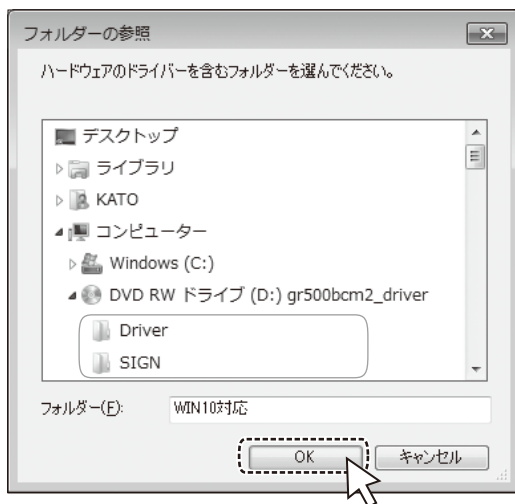 フォルダーの参照
ハードウェアのドライバーを含むフォルダーを選んでください。
デスクトップ
ライブラリ
KATO
コンピューター
Windows (C:)
DVD RW ドライブ (D:) gr500bcm2_driver
Driver
SIGN
フォルダー(F): WIN10対応
OK キャンセル